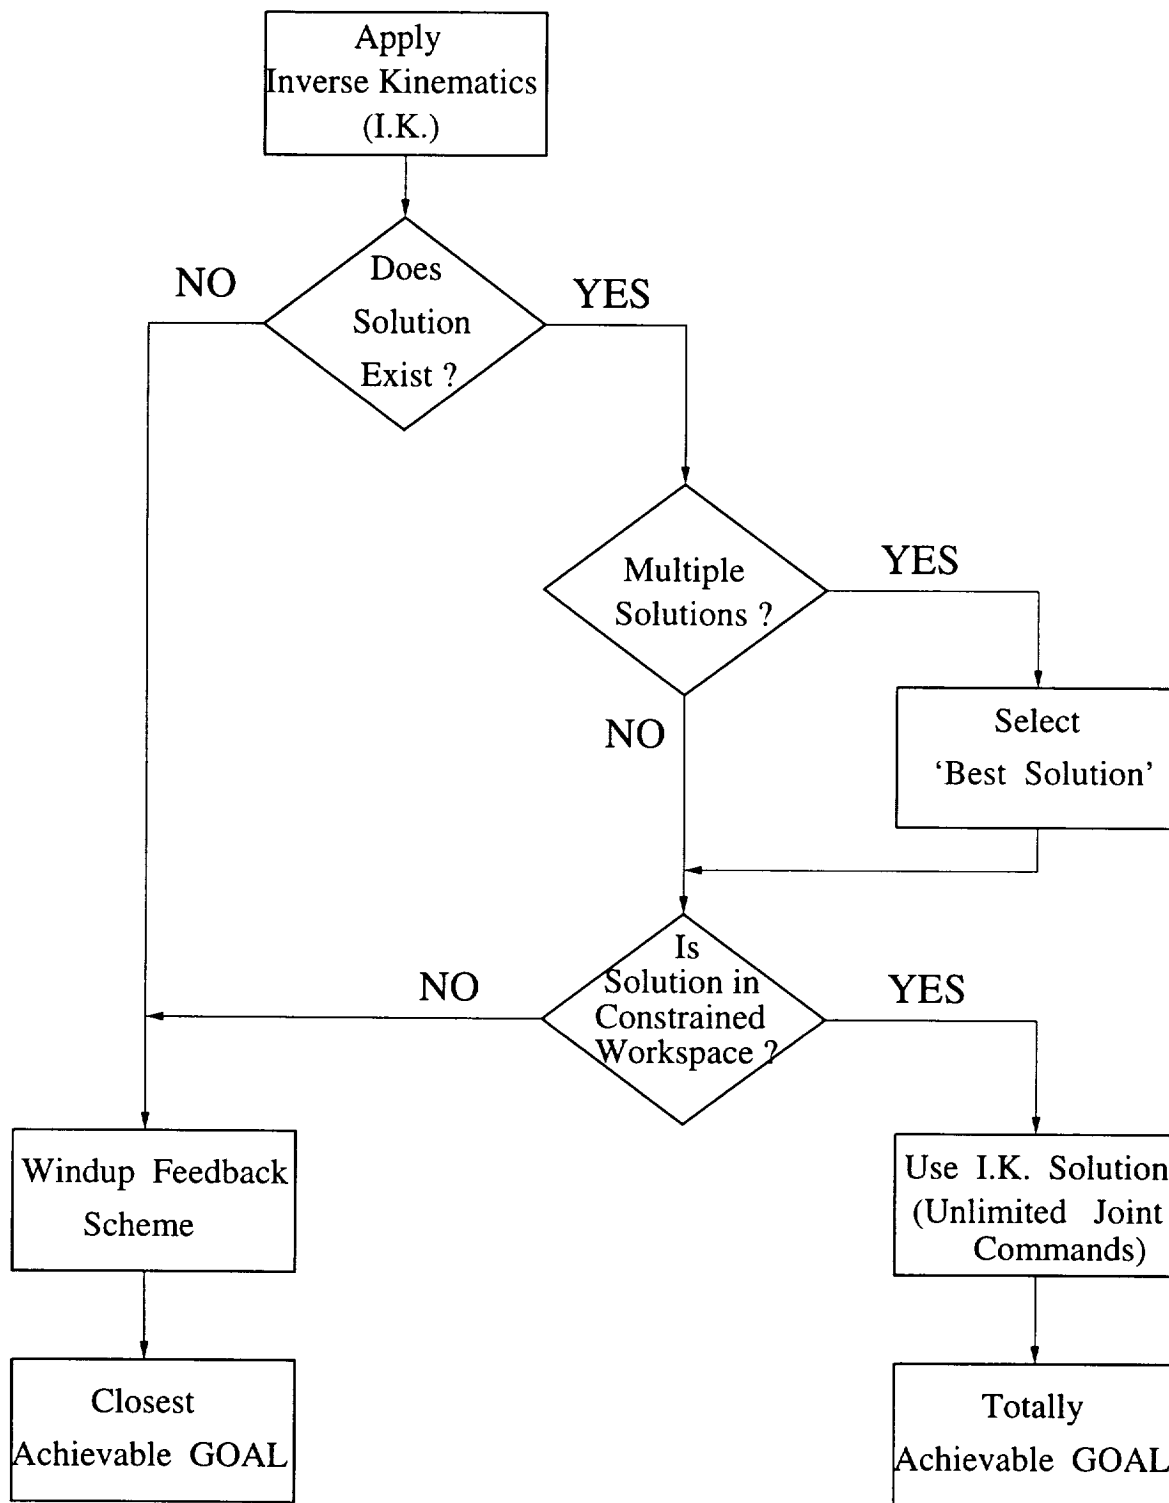 Apply
Inverse Kinematics
(I.K.)
Does
Solution
Exist ?
NO
YES
Multiple
Solutions ?
YES
NO
Select
‘Best Solution’
Is
Solution in
Constrained
Workspace ?
NO
YES
Windup Feedback
Scheme
Use I.K. Solution
(Unlimited Joint
Commands)
Closest
Achievable GOAL
Totally
Achievable GOAL